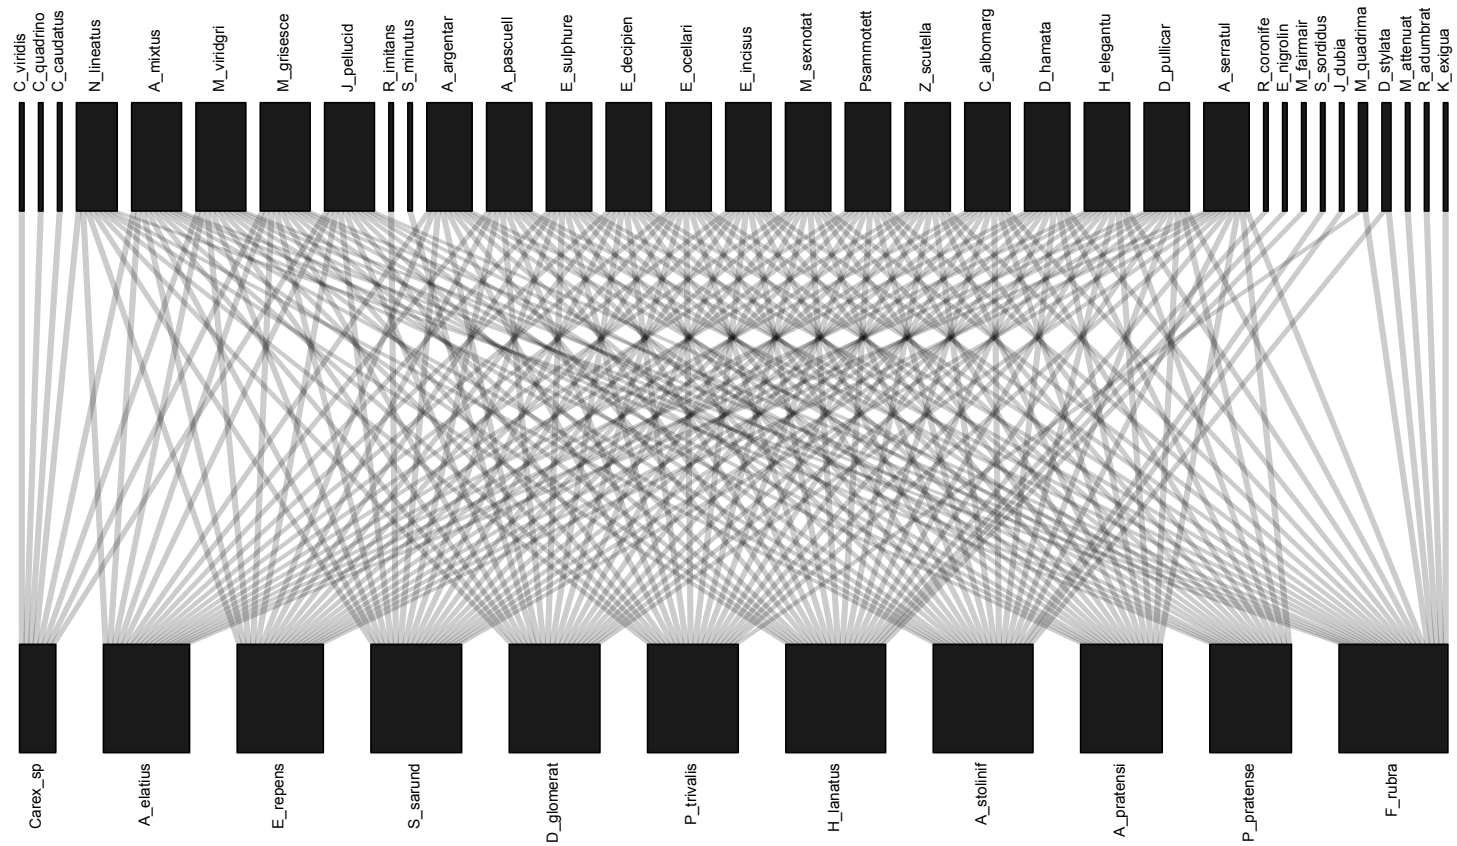 C_viridis
C_quadrino
C_caudatus
N_lineatus
A_mixtus
M_viridgri
M_grisesce
J_pellucid
R_imitans
S_minutus
A_argentar
A_pascuell
E_sulphure
E_decipien
E_ocellari
E_incisus
M_sexnotat
Psammotett
Z_scutella
C_albomarg
D_hamata
H_elegantu
D_pullicar
A_serratul
R_coronife
E_nigrolin
M_fairmair
S_sordidus
J_dubia
M_quadrima
D_stylata
M_attenuat
R_adumbrat
K_exigua
Carex_sp
A_elatius
E_repens
S_sarund
D_glomerat
P_trivalis
H_lanatus
A_stolinif
A_pratensi
P_pratense
F_rubra